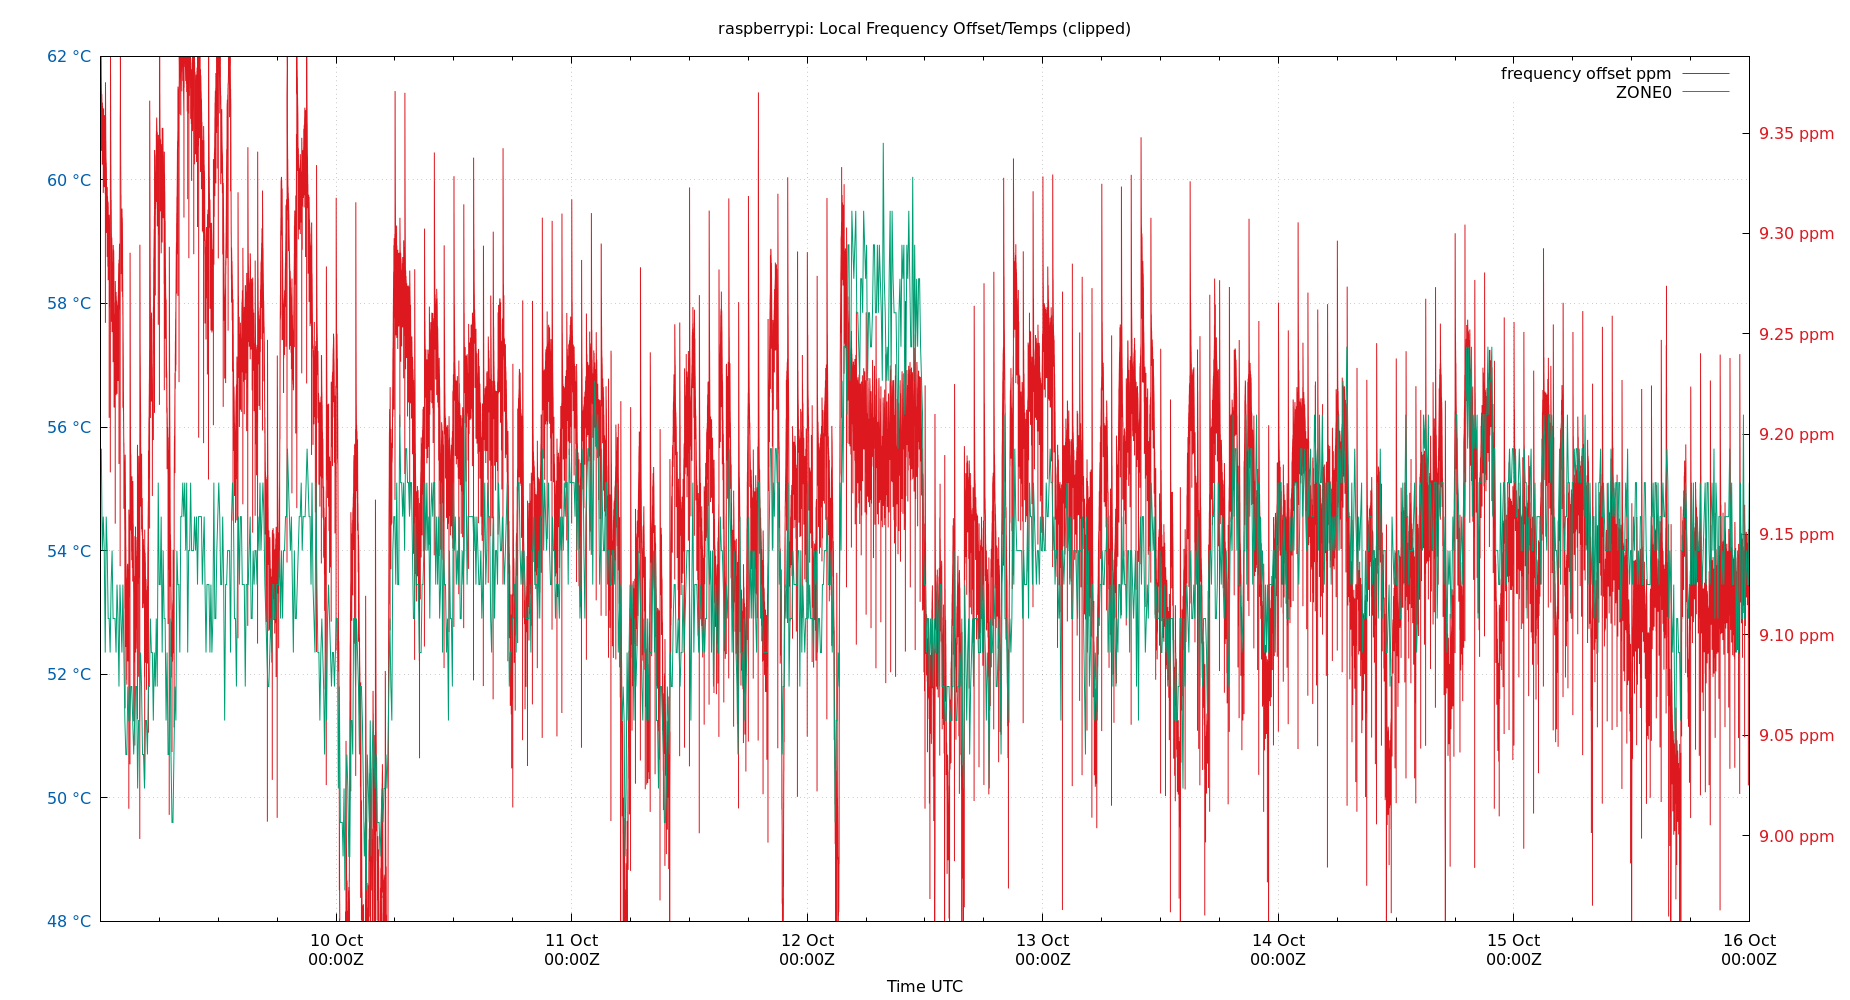 raspberrypi: Local Frequency Offset/Temps (clipped)
62 °C
60 °C
58 °C
56 °C
54 °C
52 °C
50 °C
48 °C
frequency offset ppm
ZONE0
9.35 ppm
9.30 ppm
9.25 ppm
9.20 ppm
9.15 ppm
9.10 ppm
9.05 ppm
9.00 ppm
10 Oct
00:00Z
11 Oct
00:00Z
12 Oct
00:00Z
13 Oct
00:00Z
14 Oct
00:00Z
15 Oct
00:00Z
16 Oct
00:00Z
Time UTC